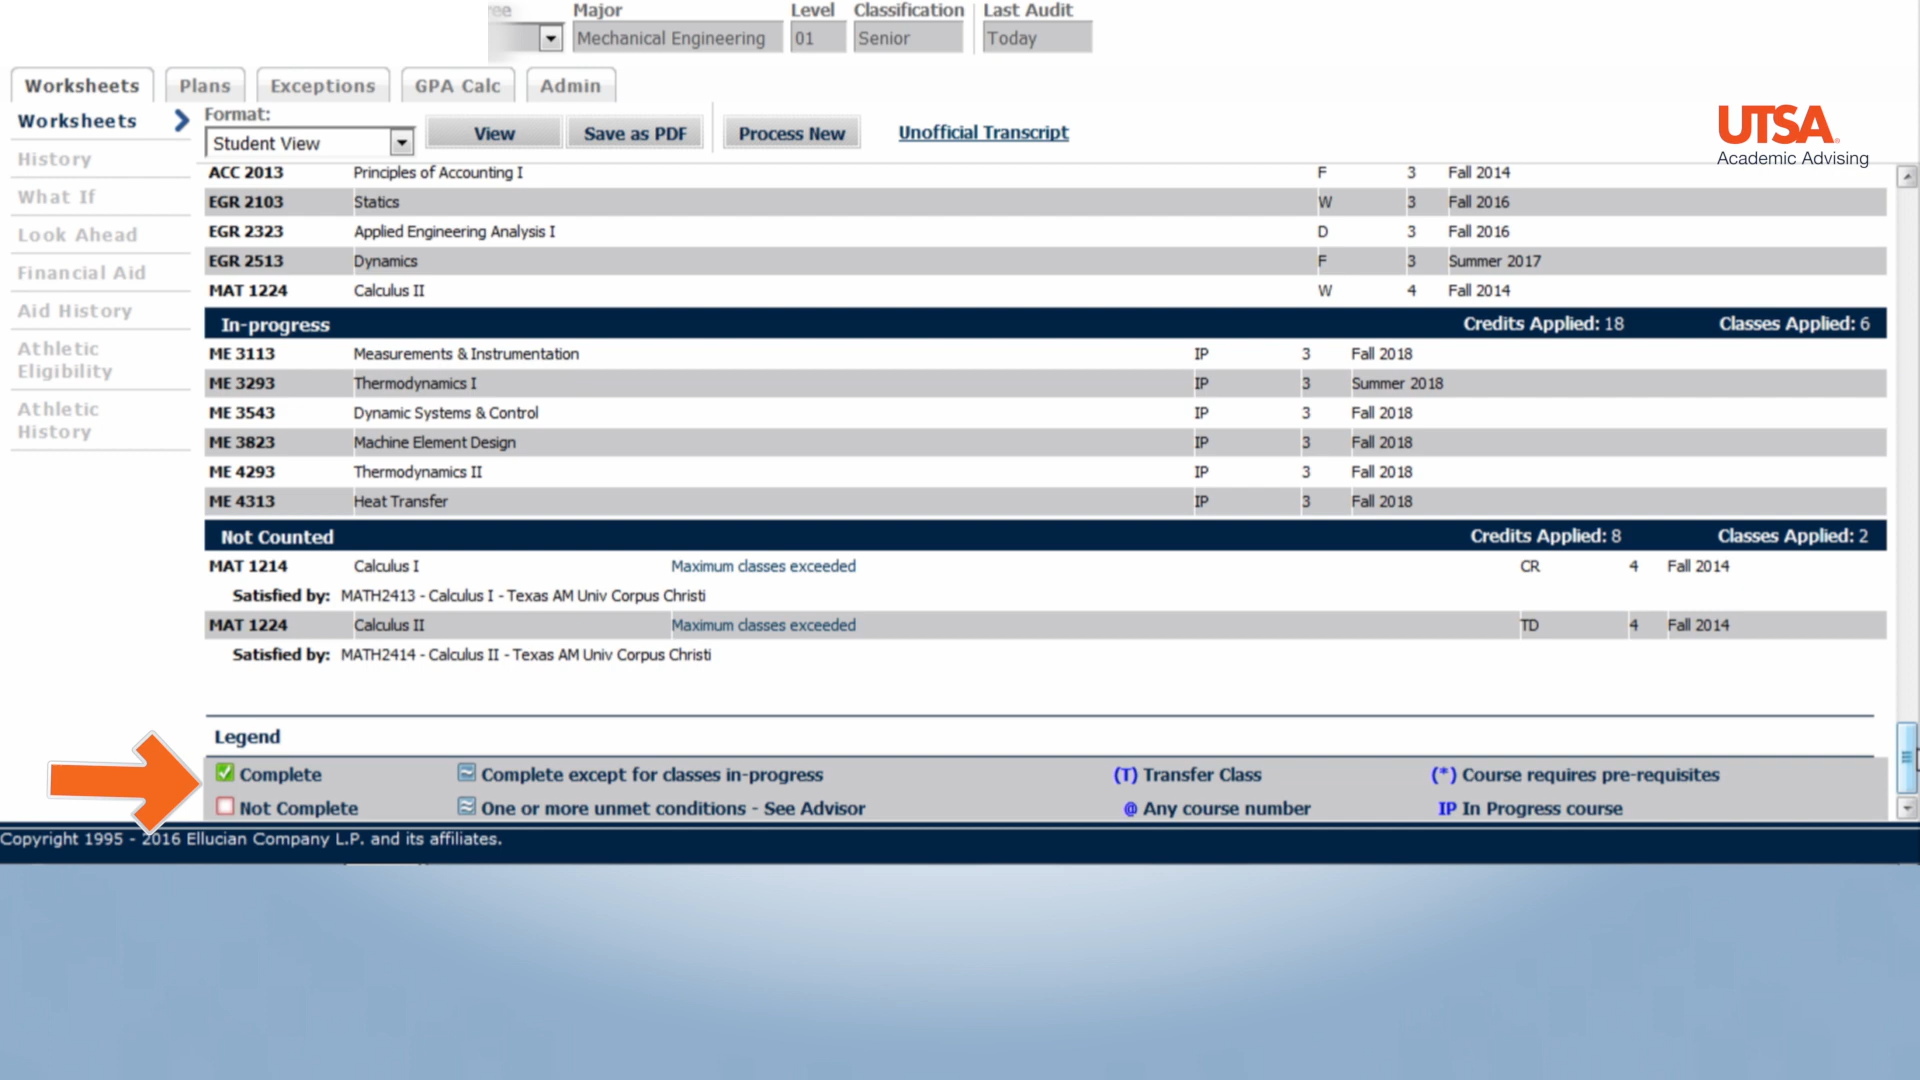 Major Level Classification Last Audit
Mechanical Engineering 01 Senior Today
Worksheets Plans Exceptions GPA Calc Admin
Worksheets
History
What If
Look Ahead
Financial Aid
Aid History
Athletic
Eligibility
Athletic
History
Format:
Student View View Save as PDF Process New Unofficial Transcript
UTSA
Academic Advising
ACC 2013 Principles of Accounting I F 3 Fall 2014
EGR 2103 Statics W 3 Fall 2016
EGR 2323 Applied Engineering Analysis I D 3 Fall 2016
EGR 2513 Dynamics F 3 Summer 2017
MAT 1224 Calculus II W 4 Fall 2014
In-progress Credits Applied: 18 Classes Applied: 6
ME 3113 Measurements & Instrumentation IP 3 Fall 2018
ME 3293 Thermodynamics I IP 3 Summer 2018
ME 3543 Dynamic Systems & Control IP 3 Fall 2018
ME 3823 Machine Element Design IP 3 Fall 2018
ME 4293 Thermodynamics II IP 3 Fall 2018
ME 4313 Heat Transfer IP 3 Fall 2018
Not Counted Credits Applied: 8 Classes Applied: 2
MAT 1214 Calculus I Maximum classes exceeded CR 4 Fall 2014
Satisfied by: MATH2413 - Calculus I - Texas AM Univ Corpus Christi
MAT 1224 Calculus II Maximum classes exceeded TD 4 Fall 2014
Satisfied by: MATH2414 - Calculus II - Texas AM Univ Corpus Christi
Legend
Complete Complete except for classes in-progress (T) Transfer Class (*) Course requires pre-requisites
Not Complete One or more unmet conditions - See Advisor @ Any course number IP In Progress course
Copyright 1995 - 2016 Ellucian Company L.P. and its affiliates.